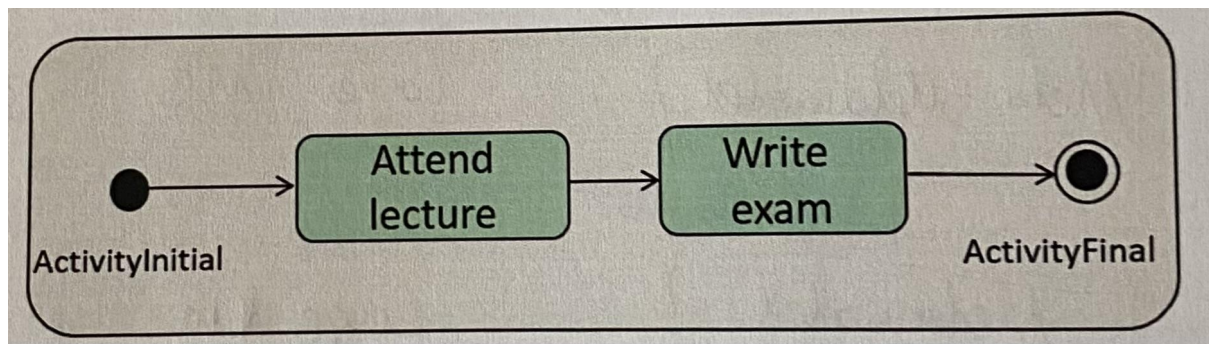 Attend
lecture
Write
exam
ActivityInitial
ActivityFinal